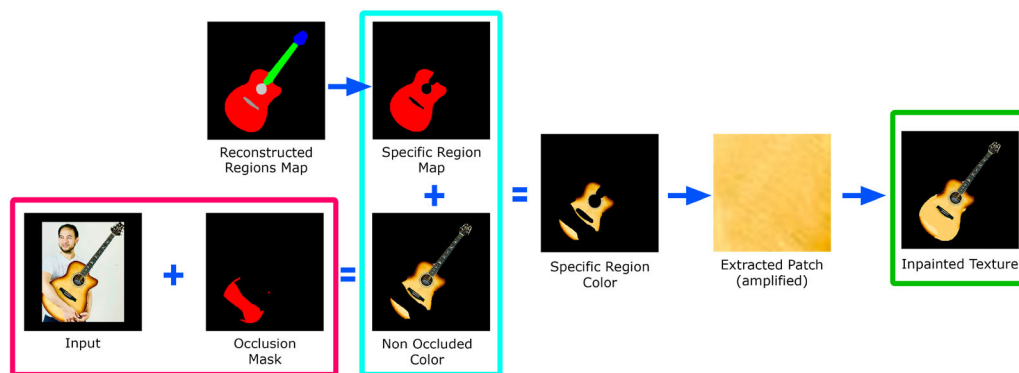 Reconstructed
Regions Map
Specific Region
Map
Input
Occlusion
Mask
Non Occluded
Color
Specific Region
Color
Extracted Patch
(amplified)
Inpainted Texture